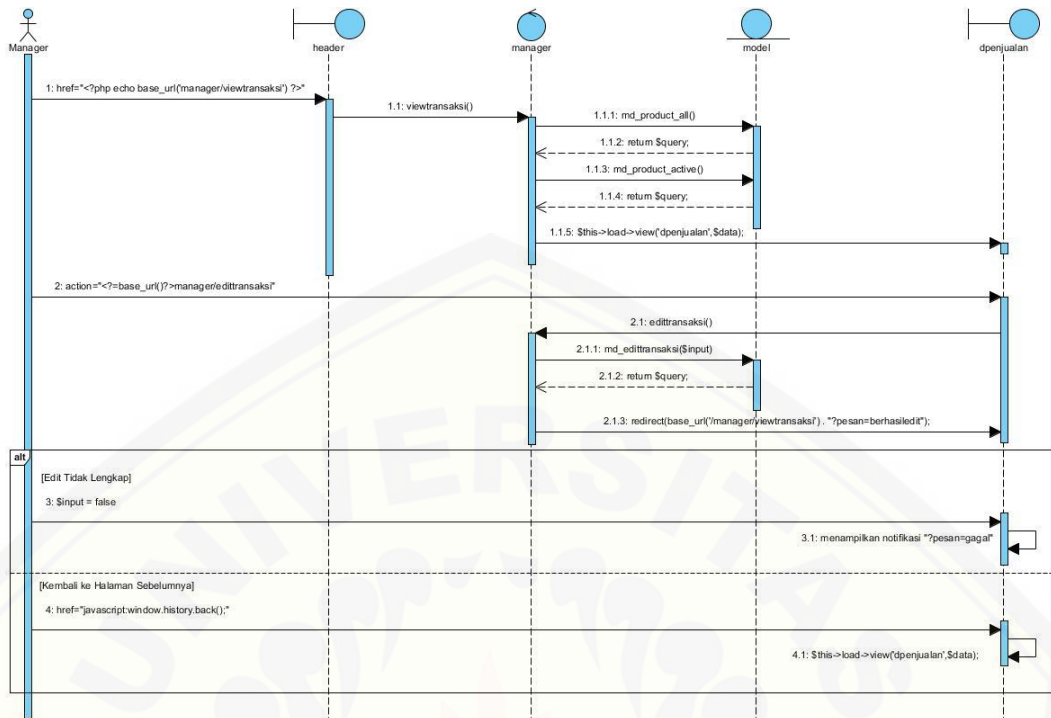 Manager
header
manager
model
dpenjualan
1: href="<?php echo base_url('manager/viewtransaksi') ?>"
1.1: viewtransaksi()
1.1.1: md_product_all()
1.1.2: return $query;
1.1.3: md_product_active()
1.1.4: return $query;
1.1.5: $this->load->view('dpenjualan',$data);
2: action="<?=base_url()?>manager/edittransaksi"
2.1: edittransaksi()
2.1.1: md_edittransaksi($input)
2.1.2: return $query;
2.1.3: redirect(base_url('/manager/viewtransaksi') . "?pesan=berhasiledit");
alt
[Edit Tidak Lengkap]
3: $input = false
3.1: menampilkan notifikasi "?pesan=gagal"
[Kembali ke Halaman Sebelumnya]
4: href="javascript:window.history.back();"
4.1: $this->load->view('dpenjualan',$data);
UNIVERSITAS